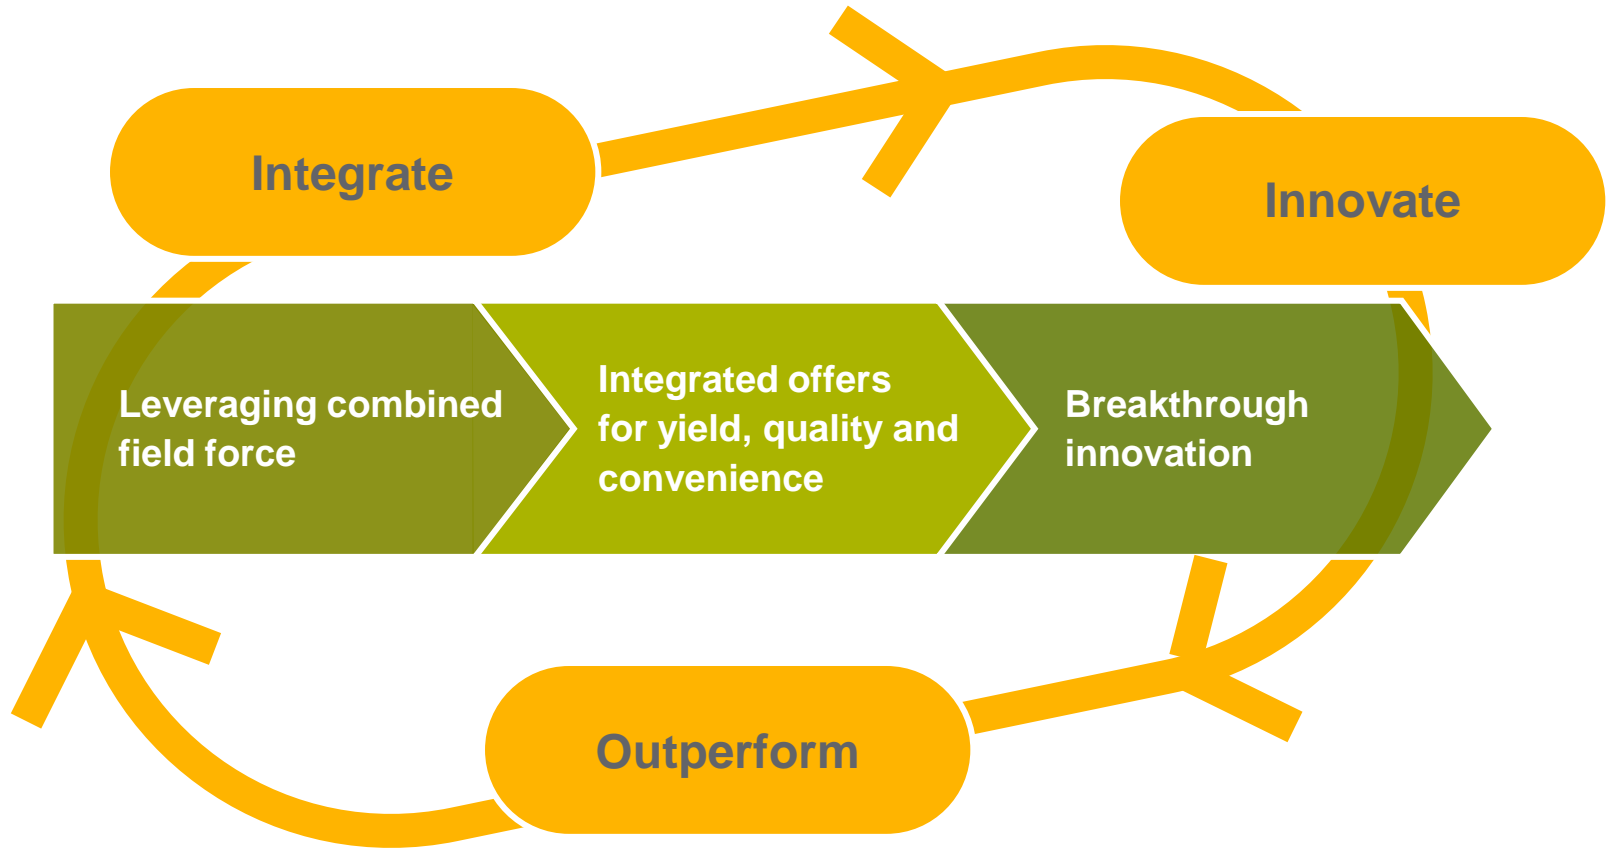 Integrate
Innovate
Leveraging combined
field force
Integrated offers
for yield, quality and
convenience
Breakthrough
innovation
Outperform